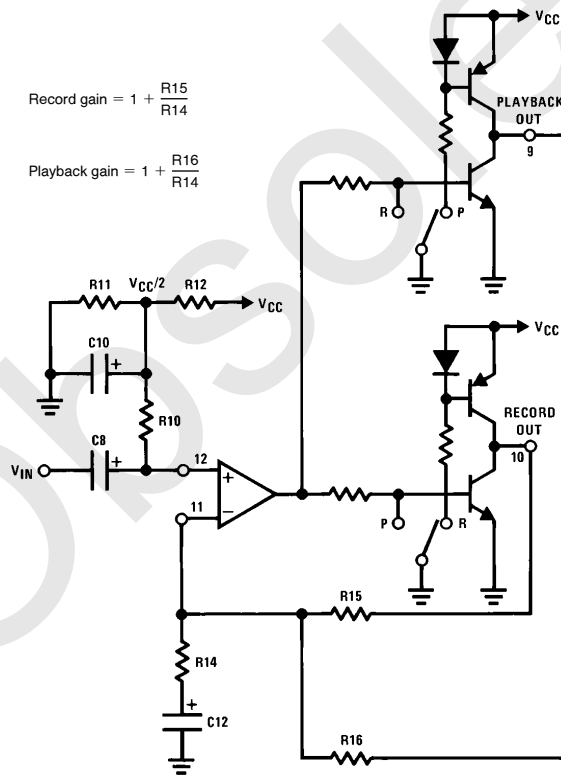 Obsolete
VCC
Record gain = 1 + R15/R14
PLAYBACK
OUT
9
Playback gain = 1 + R16/R14
R P
R11 VCC/2 R12 VCC
C10 +
VCC
R10
RECORD
OUT
C8 +
VIN 12 + 10
11 −
P R
R15
R14
+
C12
R16